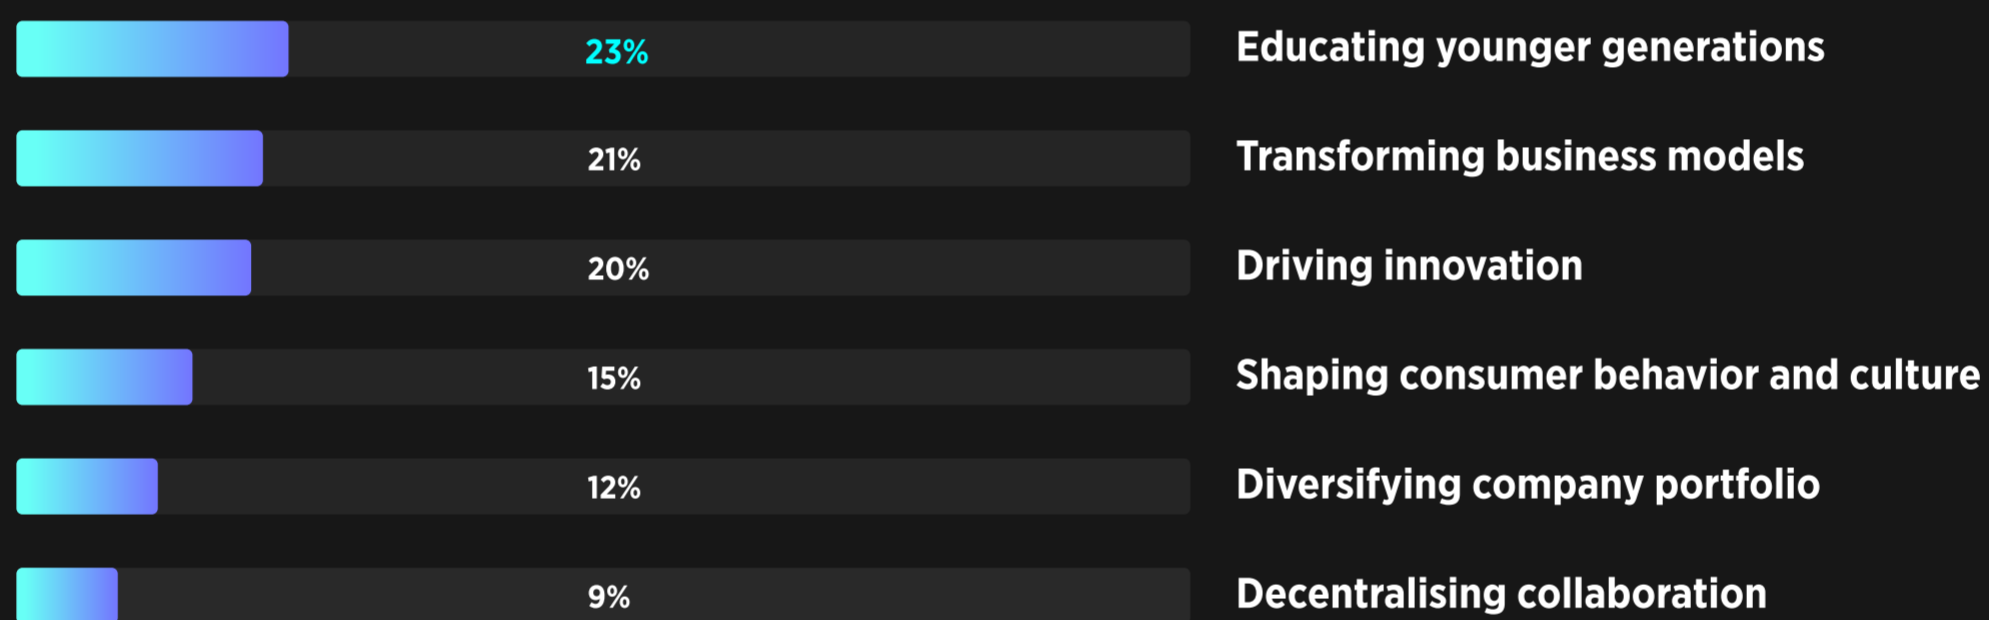 23% Educating younger generations
21% Transforming business models
20% Driving innovation
15% Shaping consumer behavior and culture
12% Diversifying company portfolio
9% Decentralising collaboration